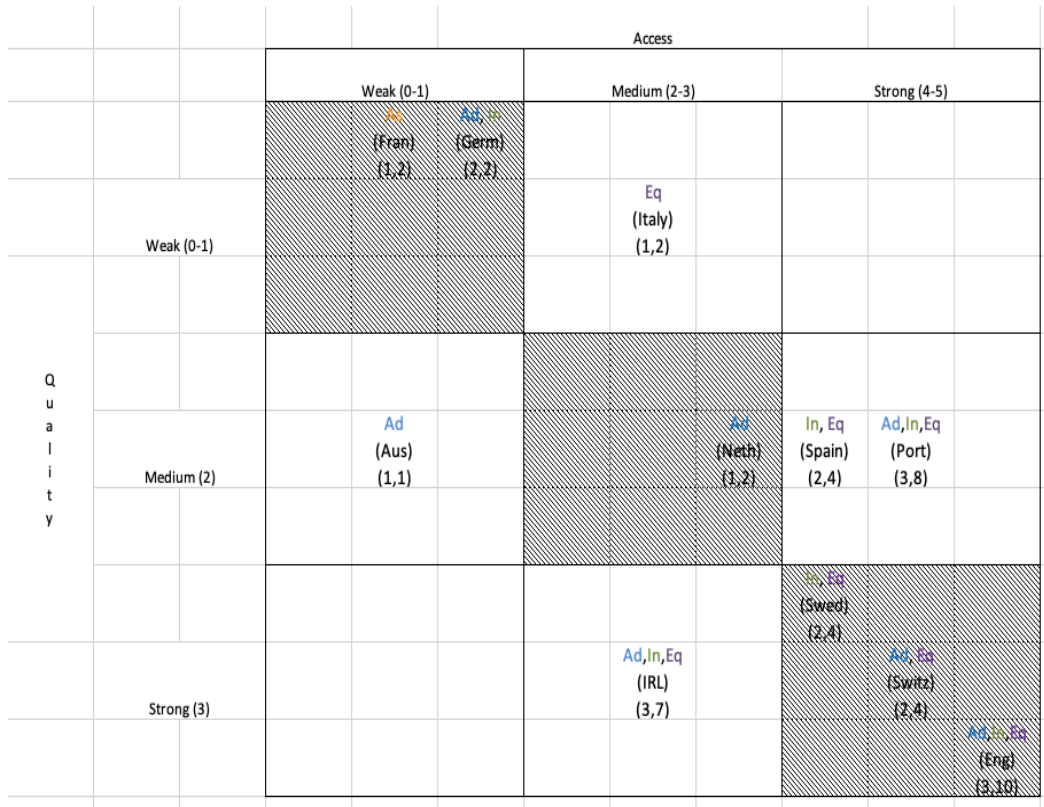 Access
Weak (0-1)
Medium (2-3)
Strong (4-5)
As
(Fran)
(1,2)
Ad, In
(Germ)
(2,2)
Weak (0-1)
Eq
(Italy)
(1,2)
Quality
Medium (2)
Ad
(Aus)
(1,1)
Ad
(Neth)
(1,2)
In, Eq
(Spain)
(2,4)
Ad,In,Eq
(Port)
(3,8)
Strong (3)
Ad,In,Eq
(IRL)
(3,7)
In, Eq
(Swed)
(2,4)
Ad, Eq
(Switz)
(2,4)
Ad,In,Eq
(Eng)
(3,10)